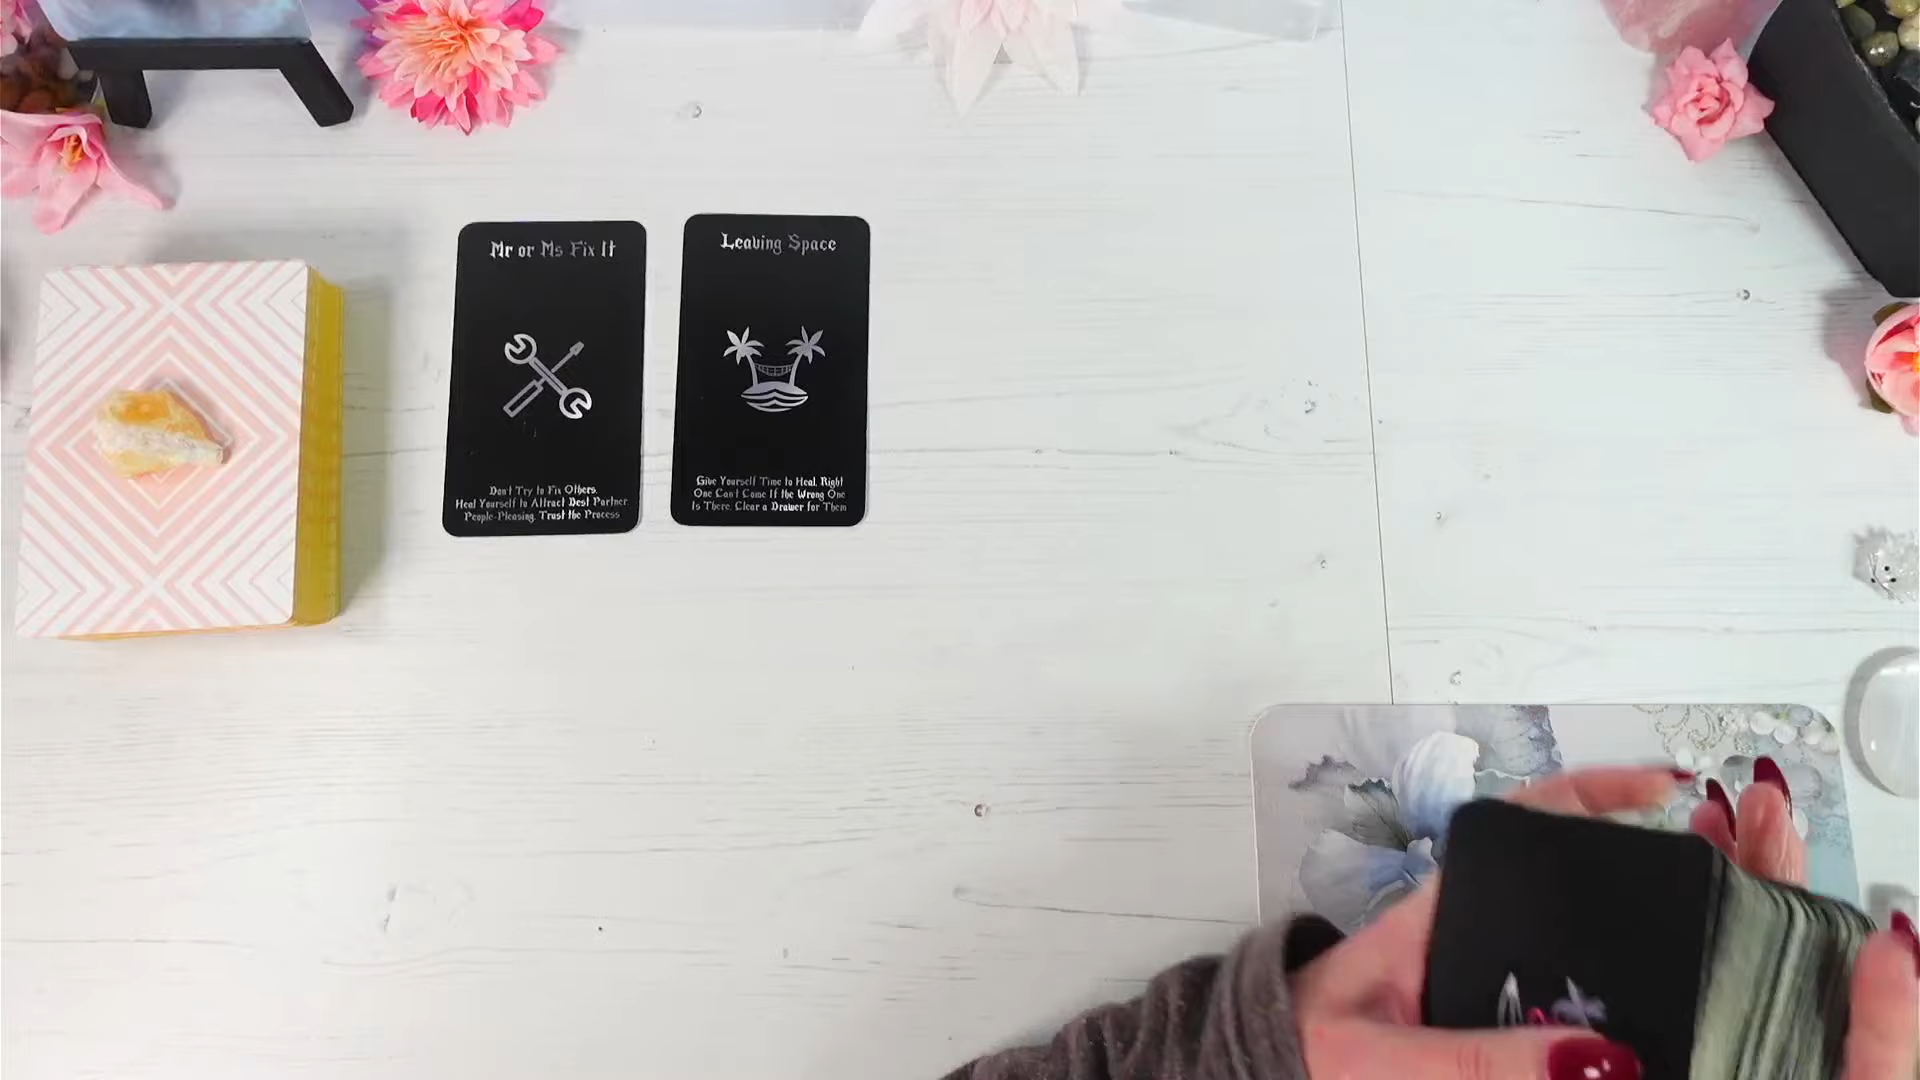 Mr or Ms Fix It
Don't Try to Fix Others.
Heal Yourself to Attract Best Partner.
People-Pleasing. Trust the Process
Leaving Space
Give Yourself Time to Heal. Right
One Can't Come If the Wrong One
Is There. Clear a Drawer for Them